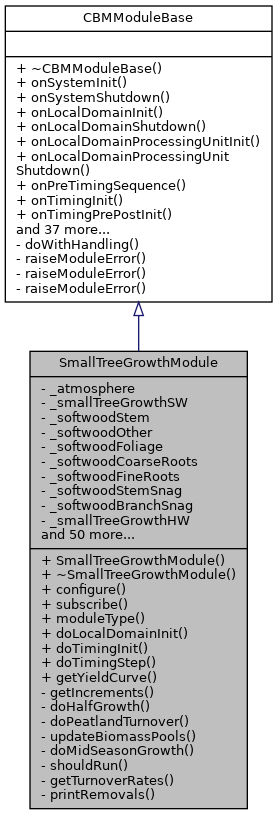 CBMModuleBase
+ ~CBMModuleBase()
+ onSystemInit()
+ onSystemShutdown()
+ onLocalDomainInit()
+ onLocalDomainShutdown()
+ onLocalDomainProcessingUnitInit()
+ onLocalDomainProcessingUnit
Shutdown()
+ onPreTimingSequence()
+ onTimingInit()
+ onTimingPrePostInit()
and 37 more...
- doWithHandling()
- raiseModuleError()
- raiseModuleError()
- raiseModuleError()
SmallTreeGrowthModule
- _atmosphere
- _smallTreeGrowthSW
- _softwoodStem
- _softwoodOther
- _softwoodFoliage
- _softwoodCoarseRoots
- _softwoodFineRoots
- _softwoodStemSnag
- _softwoodBranchSnag
- _smallTreeGrowthHW
and 50 more...
+ SmallTreeGrowthModule()
+ ~SmallTreeGrowthModule()
+ configure()
+ subscribe()
+ moduleType()
+ doLocalDomainInit()
+ doTimingInit()
+ doTimingStep()
+ getYieldCurve()
- getIncrements()
- doHalfGrowth()
- doPeatlandTurnover()
- updateBiomassPools()
- doMidSeasonGrowth()
- shouldRun()
- getTurnoverRates()
- printRemovals()